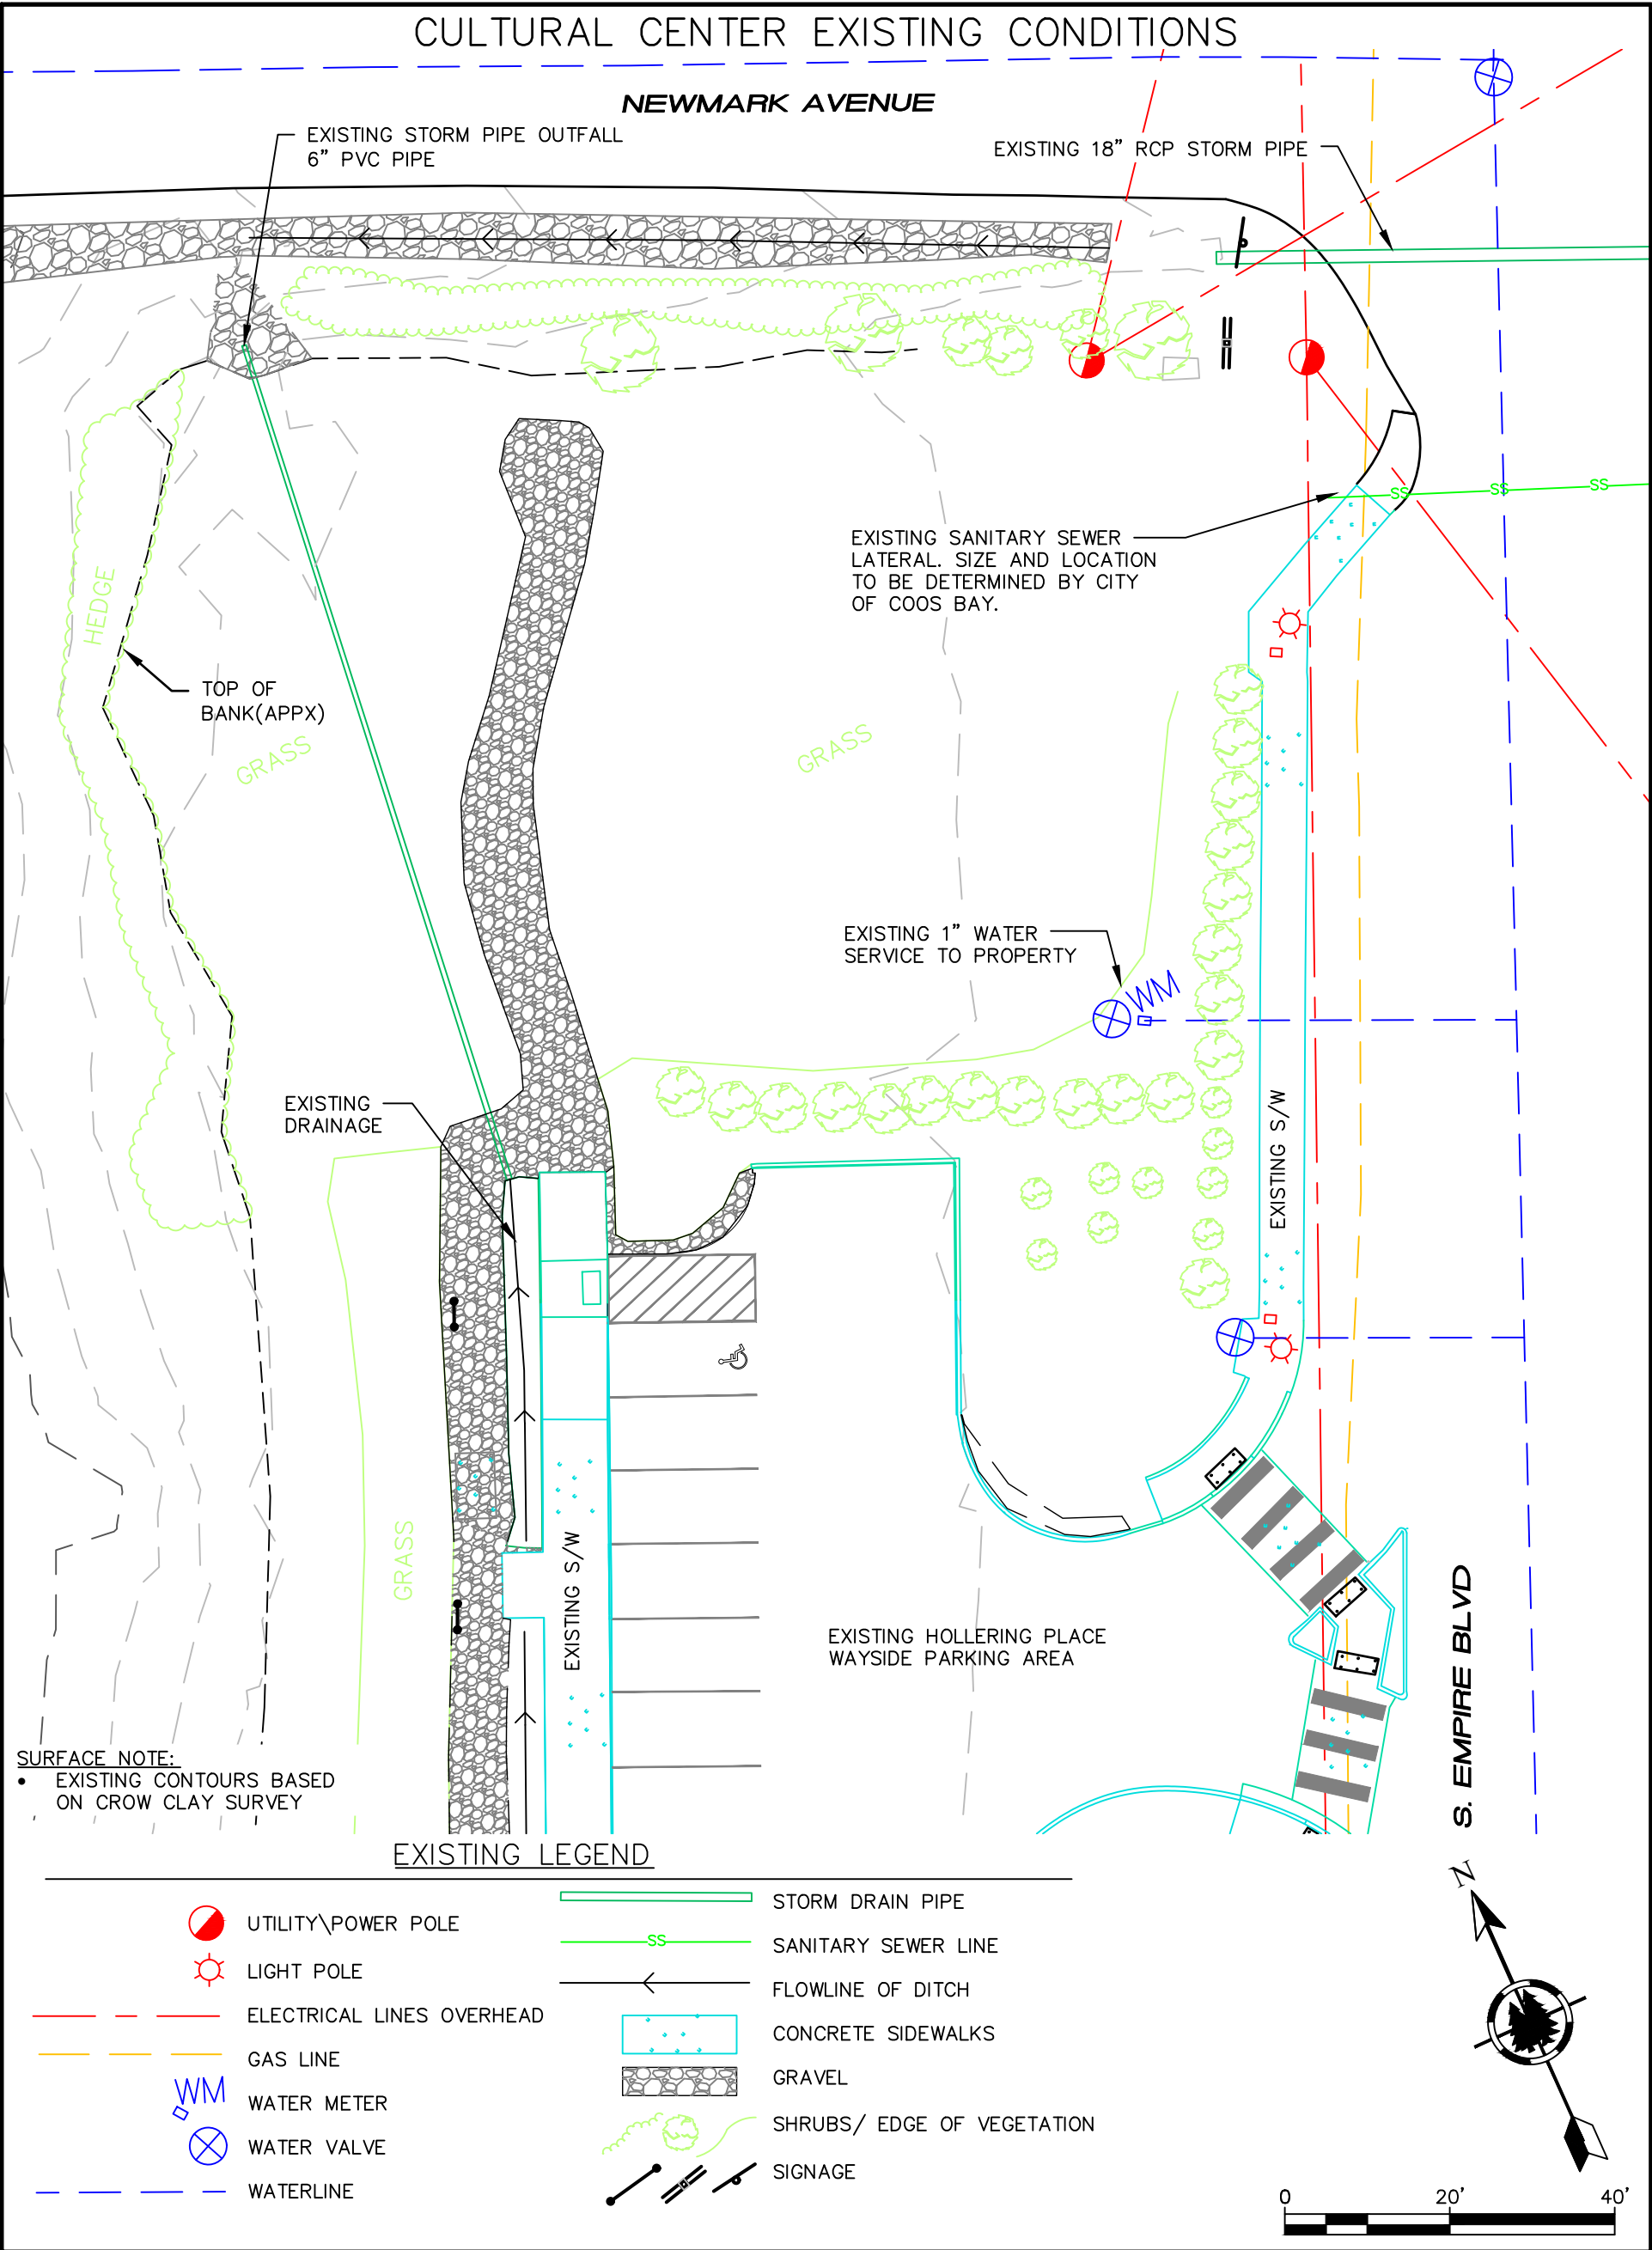 CULTURAL CENTER EXISTING CONDITIONS
NEWMARK AVENUE
EXISTING STORM PIPE OUTFALL
6" PVC PIPE
EXISTING 18" RCP STORM PIPE
EXISTING SANITARY SEWER
LATERAL. SIZE AND LOCATION
TO BE DETERMINED BY CITY
OF COOS BAY.
SS
SS
SS
HEDGE
TOP OF
BANK(APPX)
GRASS
GRASS
EXISTING 1" WATER
SERVICE TO PROPERTY
WM
EXISTING
DRAINAGE
EXISTING S/W
GRASS
EXISTING S/W
EXISTING HOLLERING PLACE
WAYSIDE PARKING AREA
S. EMPIRE BLVD
SURFACE NOTE:
• EXISTING CONTOURS BASED
ON CROW CLAY SURVEY
EXISTING LEGEND
UTILITY\POWER POLE
LIGHT POLE
ELECTRICAL LINES OVERHEAD
GAS LINE
WM
WATER METER
WATER VALVE
WATERLINE
STORM DRAIN PIPE
SS
SANITARY SEWER LINE
FLOWLINE OF DITCH
CONCRETE SIDEWALKS
GRAVEL
SHRUBS/ EDGE OF VEGETATION
SIGNAGE
N
0 20' 40'